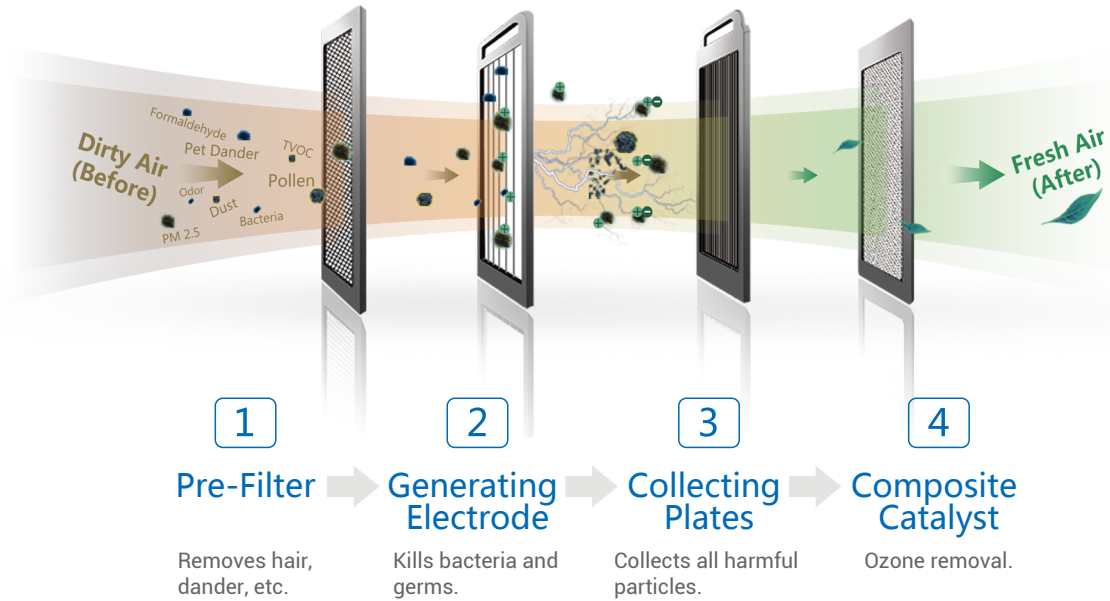 Dirty Air
(Before)
Formaldehyde
Pet Dander
TVOC
Pollen
Odor
Dust
Bacteria
PM 2.5
Fresh Air
(After)
1
2
3
4
Pre-Filter
Generating
Electrode
Collecting
Plates
Composite
Catalyst
Removes hair,
dander, etc.
Kills bacteria and
germs.
Collects all harmful
particles.
Ozone removal.